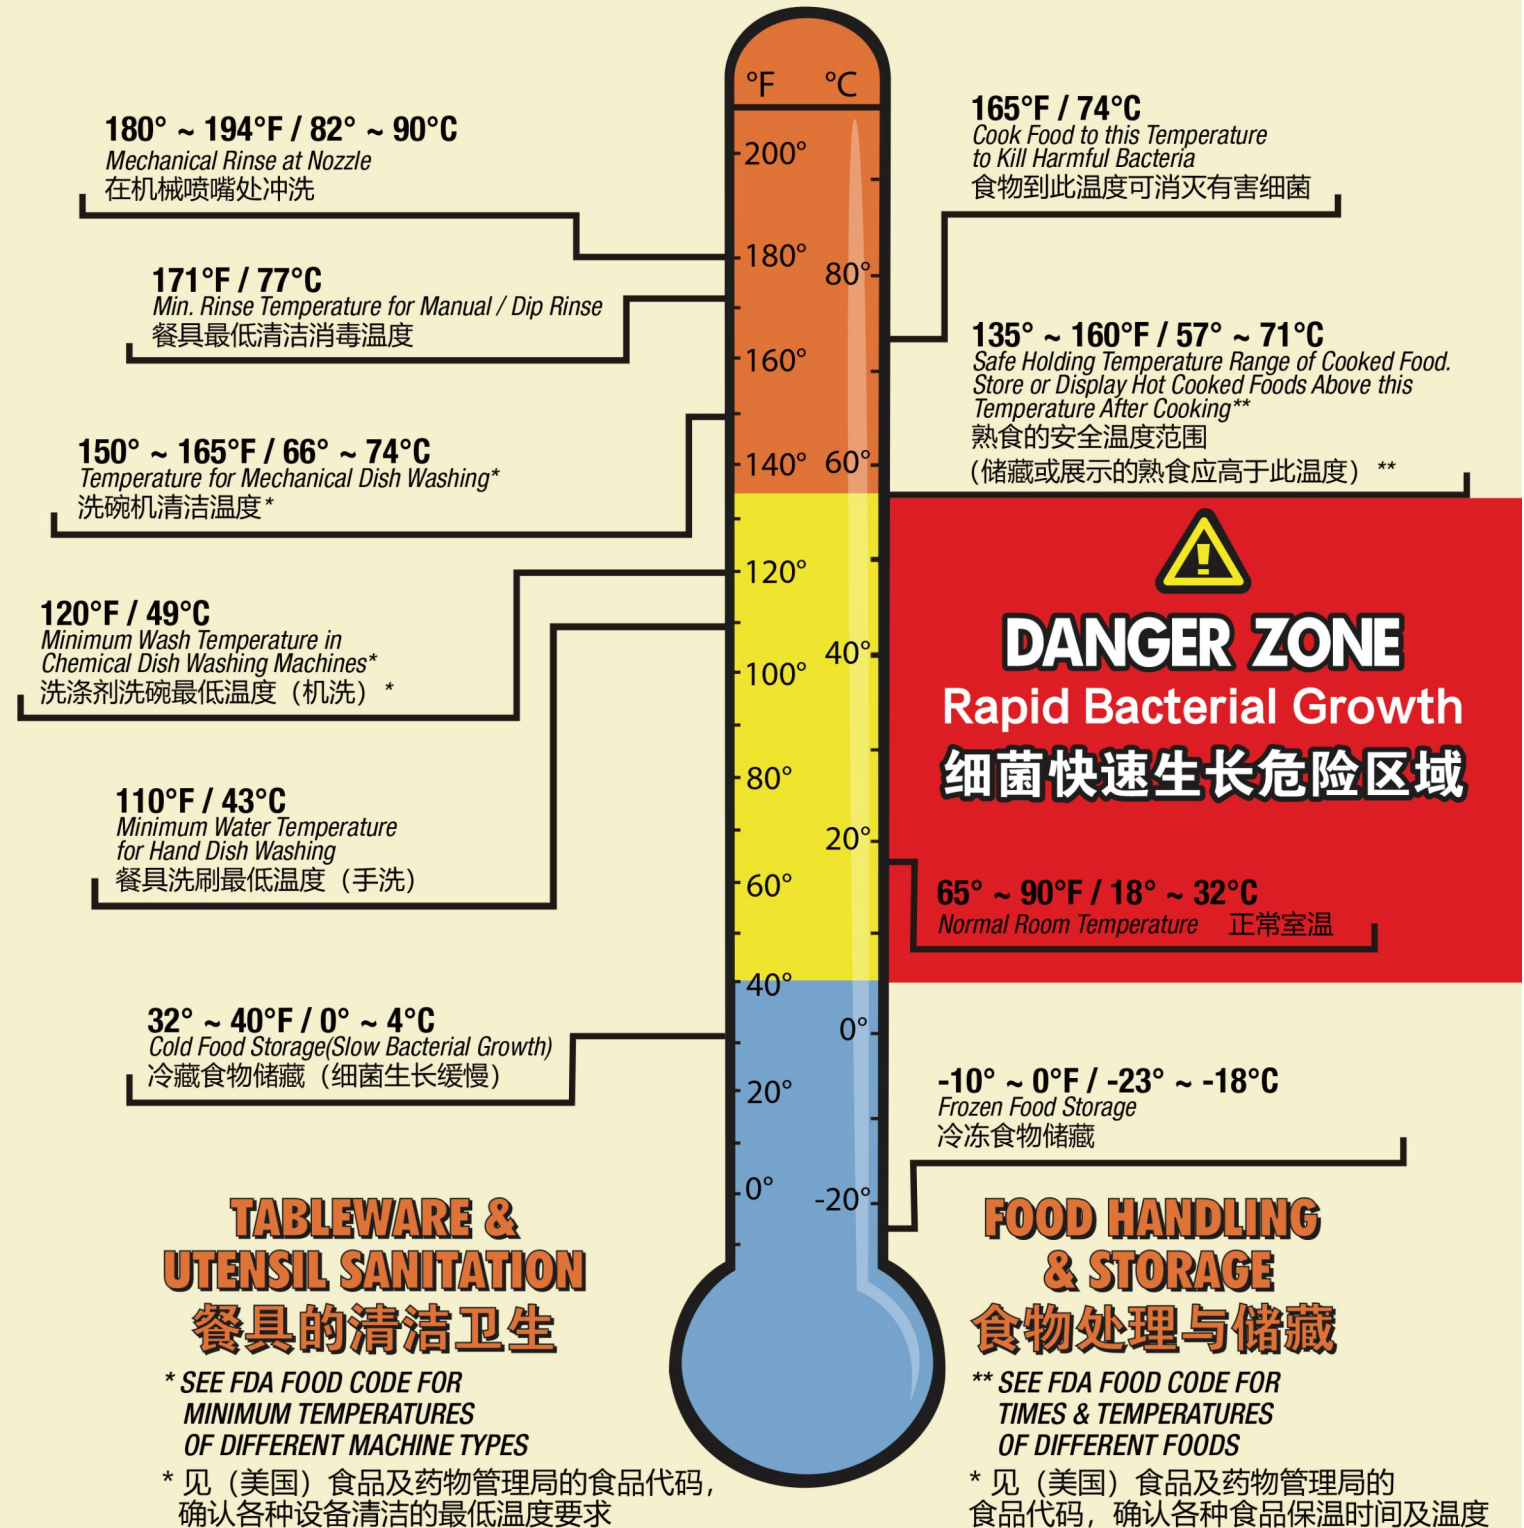 °F °C
200°
180°
160°
140°
120°
100°
80°
60°
40°
20°
0°
80°
60°
40°
20°
0°
-20°
180° ~ 194°F / 82° ~ 90°C
Mechanical Rinse at Nozzle
在机械喷嘴处冲洗
171°F / 77°C
Min. Rinse Temperature for Manual / Dip Rinse
餐具最低清洁消毒温度
150° ~ 165°F / 66° ~ 74°C
Temperature for Mechanical Dish Washing*
洗碗机清洁温度*
120°F / 49°C
Minimum Wash Temperature in
Chemical Dish Washing Machines*
洗涤剂洗碗最低温度（机洗）*
110°F / 43°C
Minimum Water Temperature
for Hand Dish Washing
餐具洗刷最低温度（手洗）
32° ~ 40°F / 0° ~ 4°C
Cold Food Storage(Slow Bacterial Growth)
冷藏食物储藏（细菌生长缓慢）
TABLEWARE &
UTENSIL SANITATION
餐具的清洁卫生
* SEE FDA FOOD CODE FOR
MINIMUM TEMPERATURES
OF DIFFERENT MACHINE TYPES
* 见（美国）食品及药物管理局的食品代码，
确认各种设备清洁的最低温度要求
165°F / 74°C
Cook Food to this Temperature
to Kill Harmful Bacteria
食物到此温度可消灭有害细菌
135° ~ 160°F / 57° ~ 71°C
Safe Holding Temperature Range of Cooked Food.
Store or Display Hot Cooked Foods Above this
Temperature After Cooking**
熟食的安全温度范围
（储藏或展示的熟食应高于此温度）**
DANGER ZONE
Rapid Bacterial Growth
细菌快速生长危险区域
65° ~ 90°F / 18° ~ 32°C
Normal Room Temperature 正常室温
-10° ~ 0°F / -23° ~ -18°C
Frozen Food Storage
冷冻食物储藏
FOOD HANDLING
& STORAGE
食物处理与储藏
** SEE FDA FOOD CODE FOR
TIMES & TEMPERATURES
OF DIFFERENT FOODS
* 见（美国）食品及药物管理局的
食品代码，确认各种食品保温时间及温度